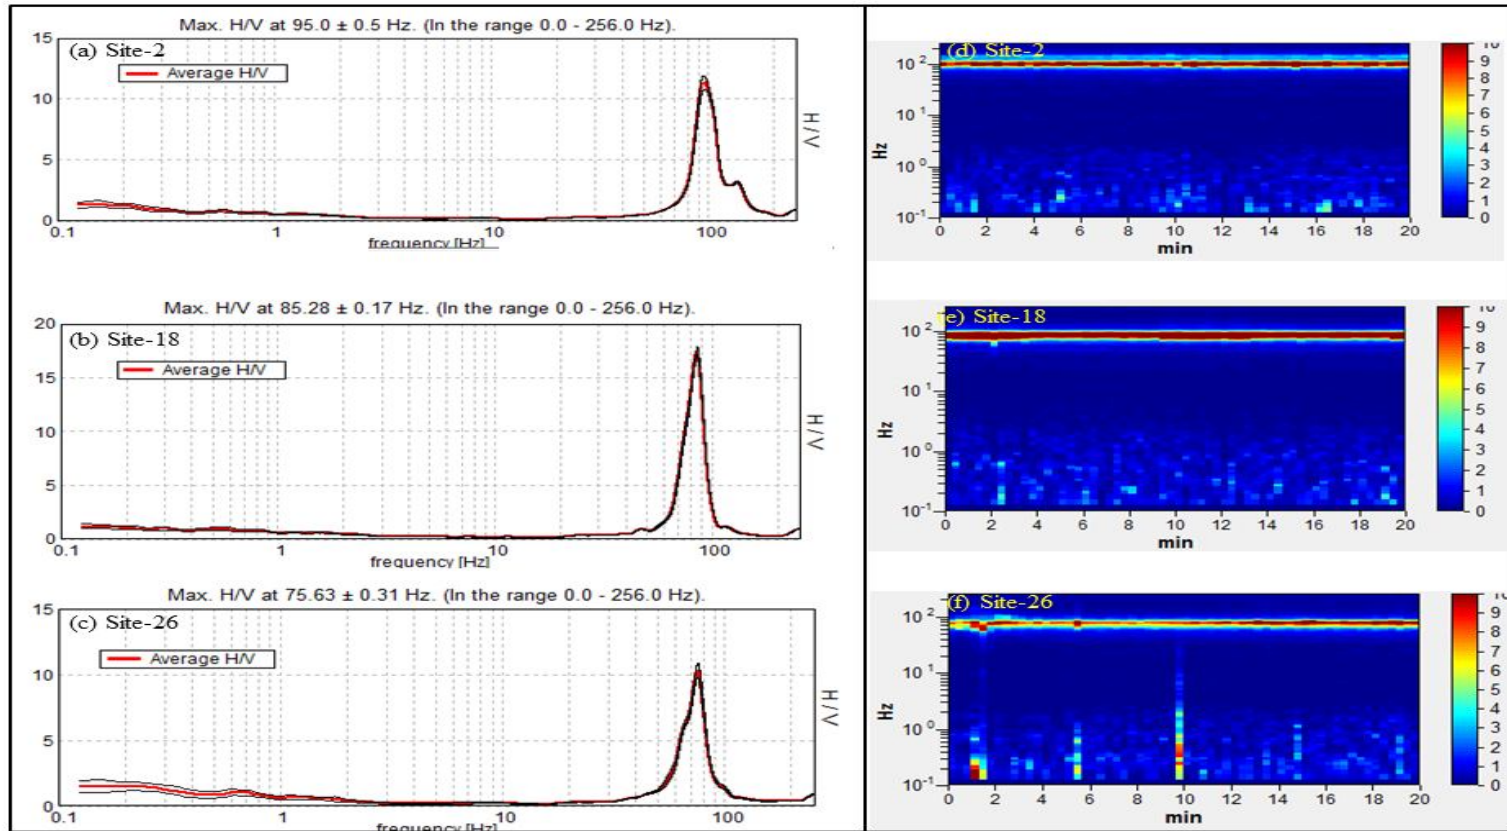 Max. H/V at 95.0 ± 0.5 Hz. (In the range 0.0 - 256.0 Hz).
(a) Site-2
Average H/V
15
10
5
0
0.1 1 10 100
frequency [Hz]
H/V
(d) Site-2
Hz
10²
10¹
10⁰
10⁻¹
0 2 4 6 8 10 12 14 16 18 20
min
10
9
8
7
6
5
4
3
2
1
0
Max. H/V at 85.28 ± 0.17 Hz. (In the range 0.0 - 256.0 Hz).
(b) Site-18
Average H/V
20
15
10
5
0
0.1 1 10 100
frequency [Hz]
H/V
e) Site-18
Hz
10²
10¹
10⁰
10⁻¹
0 2 4 6 8 10 12 14 16 18 20
min
10
9
8
7
6
5
4
3
2
1
0
Max. H/V at 75.63 ± 0.31 Hz. (In the range 0.0 - 256.0 Hz).
(c) Site-26
Average H/V
15
10
5
0
0.1 1 10 100
frequency [Hz]
H/V
(f) Site-26
Hz
10²
10¹
10⁰
10⁻¹
0 2 4 6 8 10 12 14 16 18 20
min
10
9
8
7
6
5
4
3
2
1
0